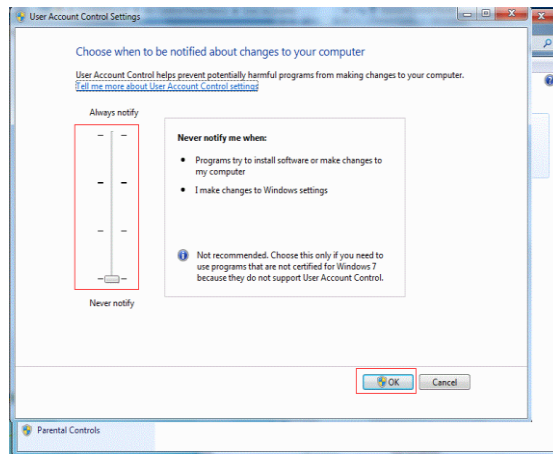 User Account Control Settings
Choose when to be notified about changes to your computer
User Account Control helps prevent potentially harmful programs from making changes to your computer.
Tell me more about User Account Control settings
Always notify
Never notify me when:
Programs try to install software or make changes to
my computer
I make changes to Windows settings
Not recommended. Choose this only if you need to
use programs that are not certified for Windows 7
because they do not support User Account Control.
Never notify
OK
Cancel
Parental Controls